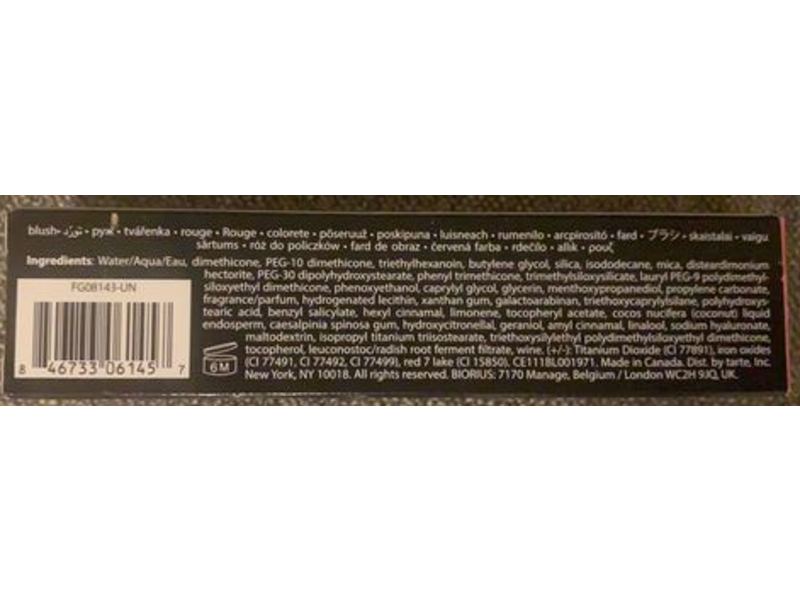 blush• تورّد • руж • tvářenka • rouge • Rouge • colorete • põseruuž • poskipuna • luisneach • rumenilo • arcpirosító • fard • ブラシ • skaistalai • vaigu
sārtums • róż do policzków • fard de obraz • červená farba • rdečilo • allık • ρουζ
Ingredients: Water/Aqua/Eau, dimethicone, PEG-10 dimethicone, triethylhexanoin, butylene glycol, silica, isododecane, mica, disteardimonium
hectorite, PEG-30 dipolyhydroxystearate, phenyl trimethicone, trimethylsiloxysilicate, lauryl PEG-9 polydimethyl-
siloxyethyl dimethicone, phenoxyethanol, caprylyl glycol, glycerin, menthoxypropanediol, propylene carbonate,
fragrance/parfum, hydrogenated lecithin, xanthan gum, galactoarabinan, triethoxycaprylylsilane, polyhydroxys-
tearic acid, benzyl salicylate, hexyl cinnamal, limonene, tocopheryl acetate, cocos nucifera (coconut) liquid
endosperm, caesalpinia spinosa gum, hydroxycitronellal, geraniol, amyl cinnamal, linalool, sodium hyaluronate,
maltodextrin, isopropyl titanium triisostearate, triethoxysilylethyl polydimethylsiloxyethyl dimethicone,
tocopherol, leuconostoc/radish root ferment filtrate, wine. (+/-): Titanium Dioxide (CI 77891), iron oxides
(CI 77491, CI 77492, CI 77499), red 7 lake (CI 15850). CE111BL001971. Made in Canada. Dist. by tarte, Inc.
New York, NY 10018. All rights reserved. BIORIUS: 7170 Manage, Belgium / London WC2H 9JQ, UK.
FG08143-UN
8 46733 06145 7
6M